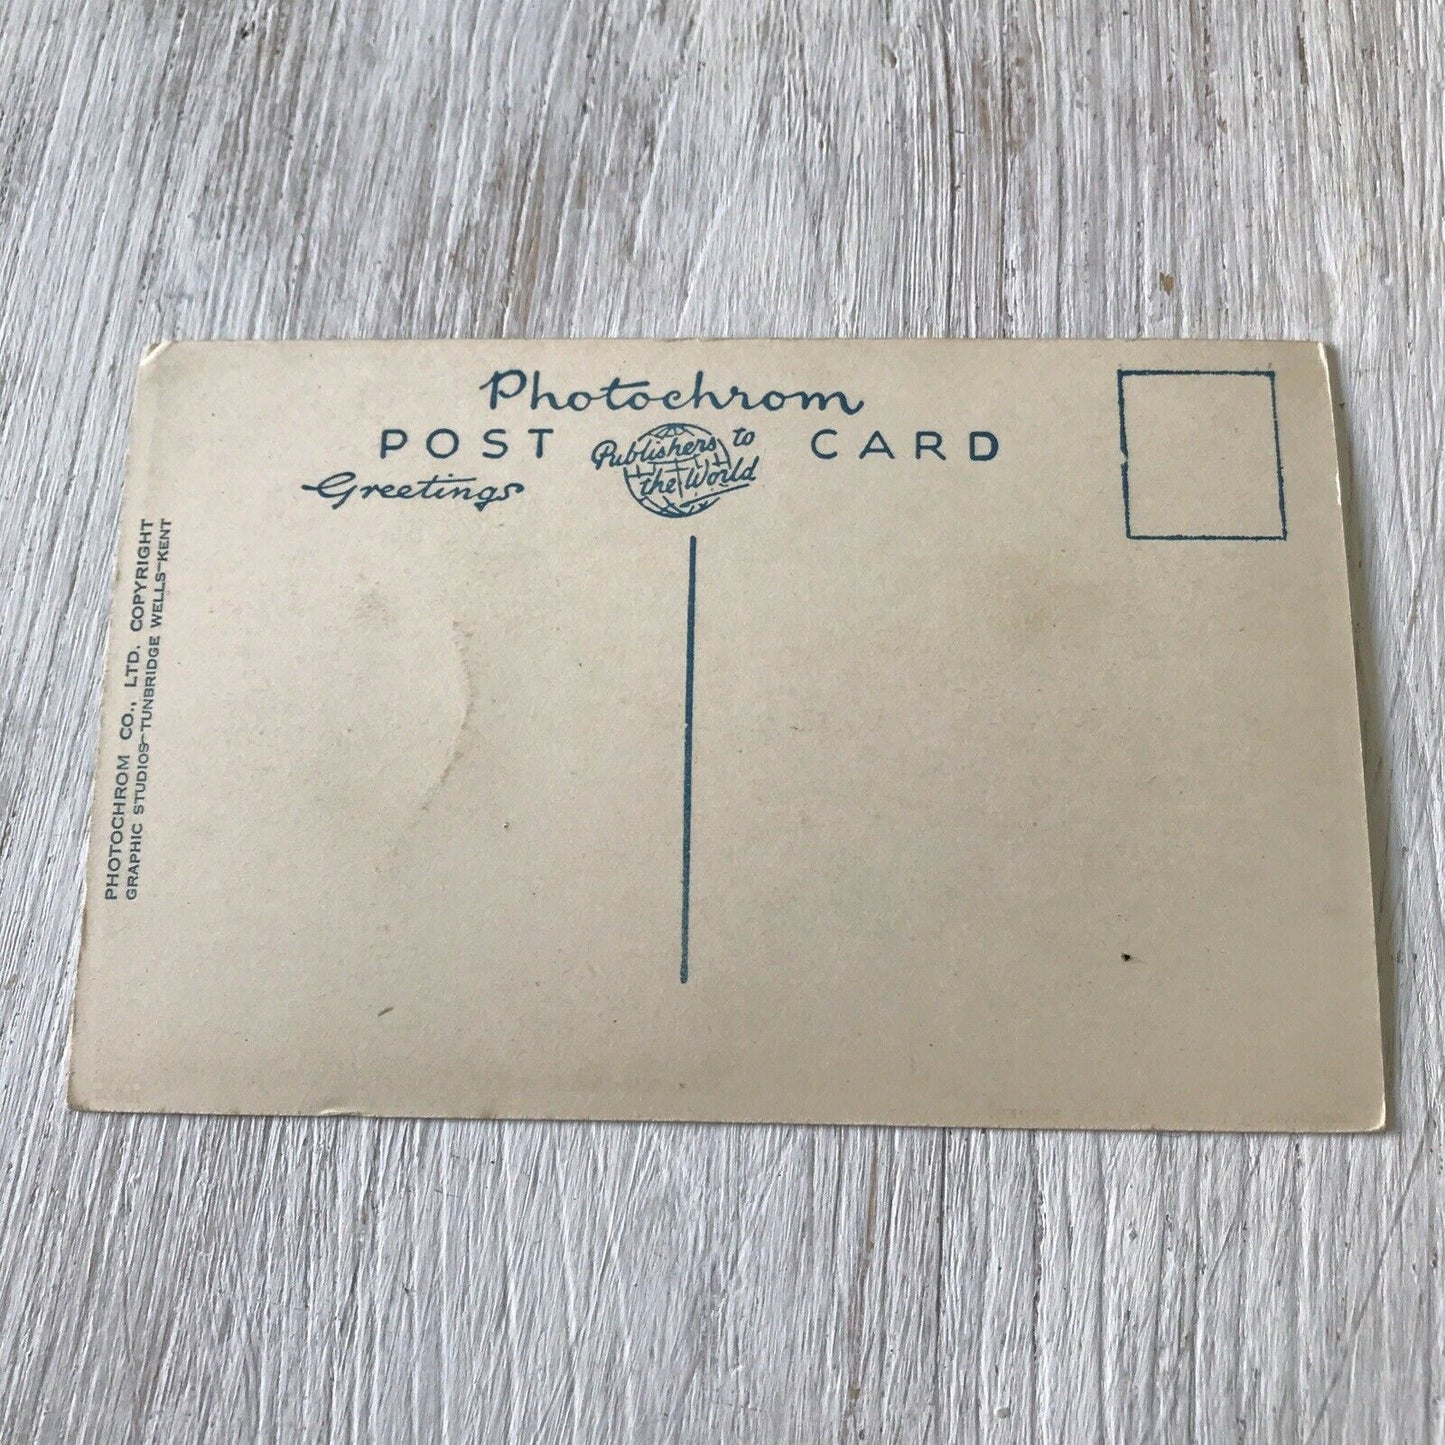 Photochrom
POST CARD
Publishers to
the World
Greetings
PHOTOCHROM CO., LTD. COPYRIGHT
GRAPHIC STUDIOS-TUNBRIDGE WELLS-KENT